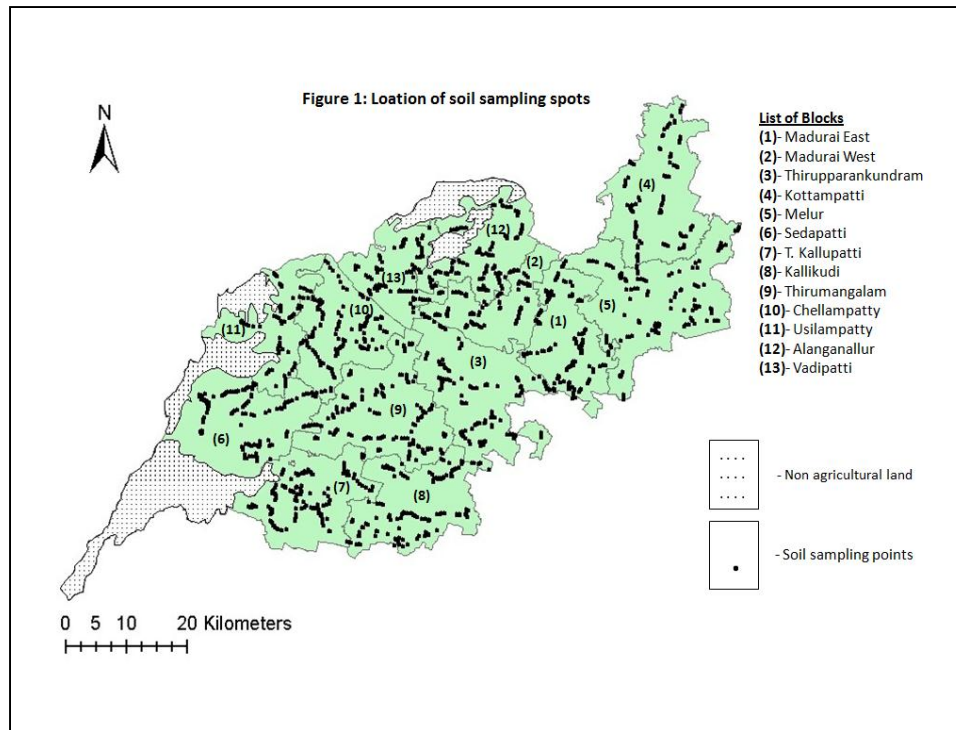 Figure 1: Loation of soil sampling spots
N
List of Blocks
(1)- Madurai East
(2)- Madurai West
(3)- Thirupparankundram
(4)- Kottampatti
(5)- Melur
(6)- Sedapatti
(7)- T. Kallupatti
(8)- Kallikudi
(9)- Thirumangalam
(10)- Chellampatty
(11)- Usilampatty
(12)- Alanganallur
(13)- Vadipatti
(4)
(12)
(2)
(13)
(5)
(10)
(1)
(11)
(3)
(9)
(6)
(7)
(8)
- Non agricultural land
- Soil sampling points
0 5 10 20 Kilometers